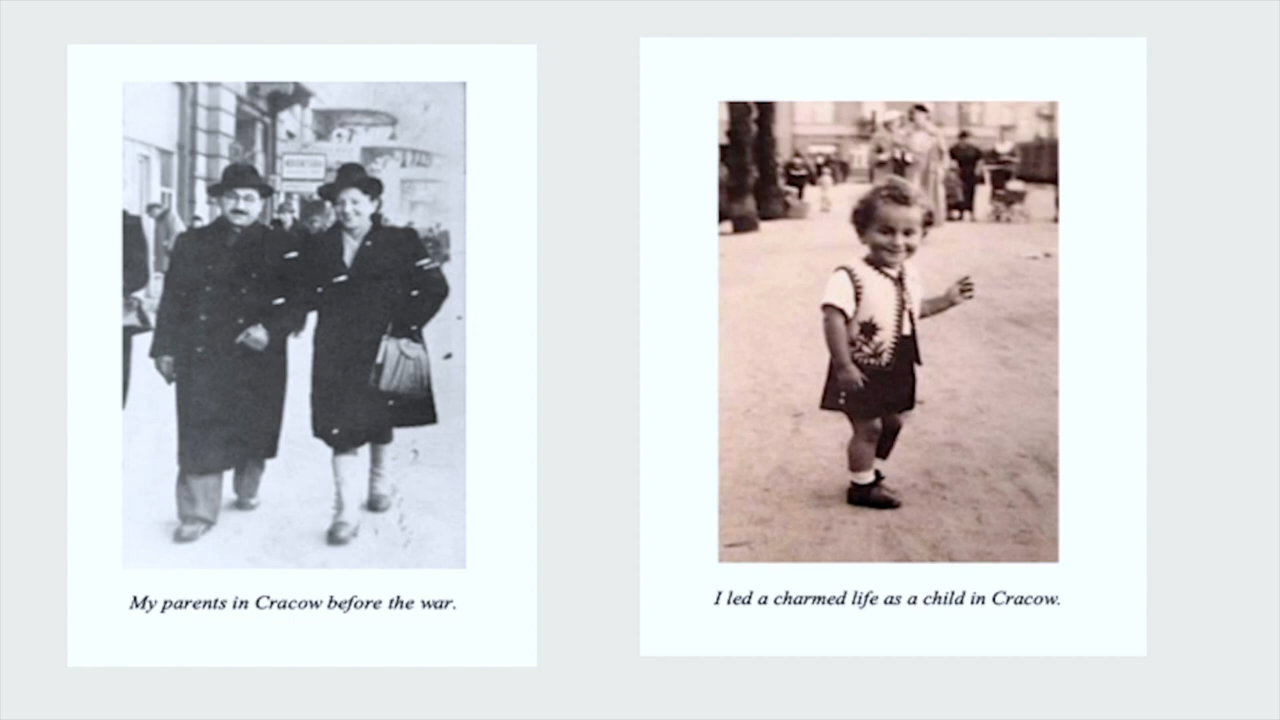 My parents in Cracow before the war.
I led a charmed life as a child in Cracow.